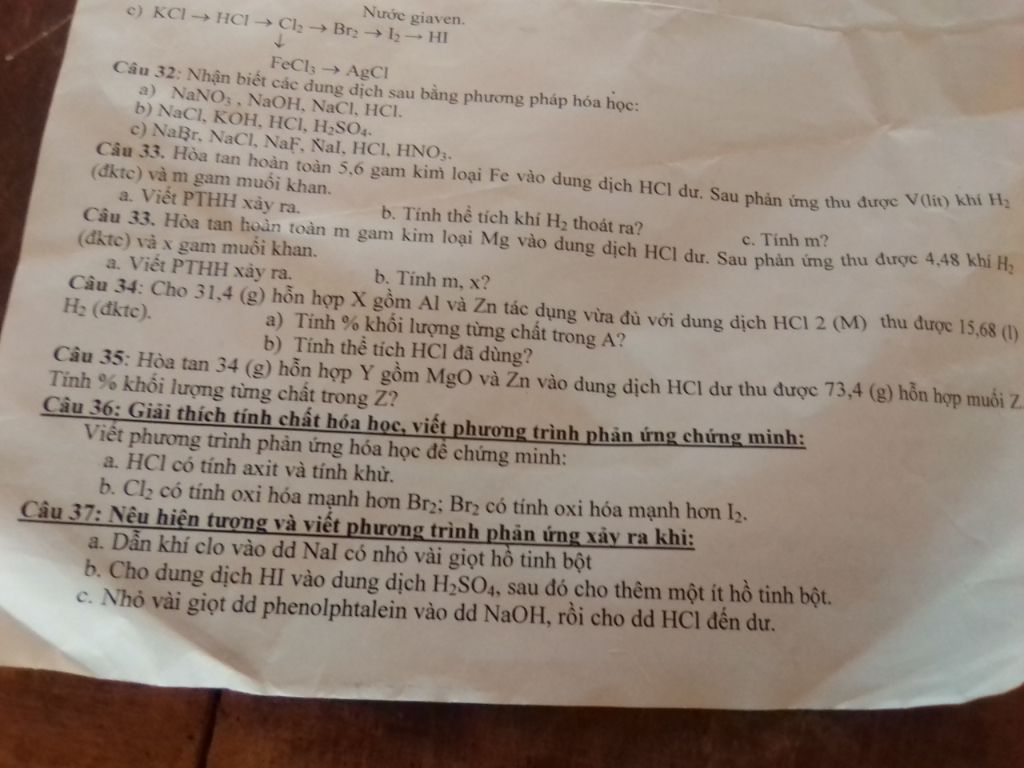 Nước giaven.
c) KCl → HCl → Cl₂ → Br₂ → I₂ → HI
↓
FeCl₃ → AgCl
Câu 32: Nhận biết các dung dịch sau bằng phương pháp hóa học:
a) NaNO₃ , NaOH, NaCl, HCl.
b) NaCl, KOH, HCl, H₂SO₄.
c) NaBr, NaCl, NaF, NaI, HCl, HNO₃.
Câu 33. Hòa tan hoàn toàn 5,6 gam kim loại Fe vào dung dịch HCl dư. Sau phản ứng thu được V(lít) khí H₂
(đktc) và m gam muối khan.
a. Viết PTHH xảy ra. b. Tính thể tích khí H₂ thoát ra? c. Tính m?
Câu 33. Hòa tan hoàn toàn m gam kim loại Mg vào dung dịch HCl dư. Sau phản ứng thu được 4,48 khí H₂
(đktc) và x gam muối khan.
a. Viết PTHH xảy ra. b. Tính m, x?
Câu 34: Cho 31,4 (g) hỗn hợp X gồm Al và Zn tác dụng vừa đủ với dung dịch HCl 2 (M) thu được 15,68 (l)
H₂ (đktc).
a) Tính % khối lượng từng chất trong A?
b) Tính thể tích HCl đã dùng?
Câu 35: Hòa tan 34 (g) hỗn hợp Y gồm MgO và Zn vào dung dịch HCl dư thu được 73,4 (g) hỗn hợp muối Z.
Tính % khối lượng từng chất trong Z?
Câu 36: Giải thích tính chất hóa học, viết phương trình phản ứng chứng minh:
Viết phương trình phản ứng hóa học để chứng minh:
a. HCl có tính axit và tính khử.
b. Cl₂ có tính oxi hóa mạnh hơn Br₂; Br₂ có tính oxi hóa mạnh hơn I₂.
Câu 37: Nêu hiện tượng và viết phương trình phản ứng xảy ra khi:
a. Dẫn khí clo vào dd NaI có nhỏ vài giọt hồ tinh bột
b. Cho dung dịch HI vào dung dịch H₂SO₄, sau đó cho thêm một ít hồ tinh bột.
c. Nhỏ vài giọt dd phenolphtalein vào dd NaOH, rồi cho dd HCl đến dư.